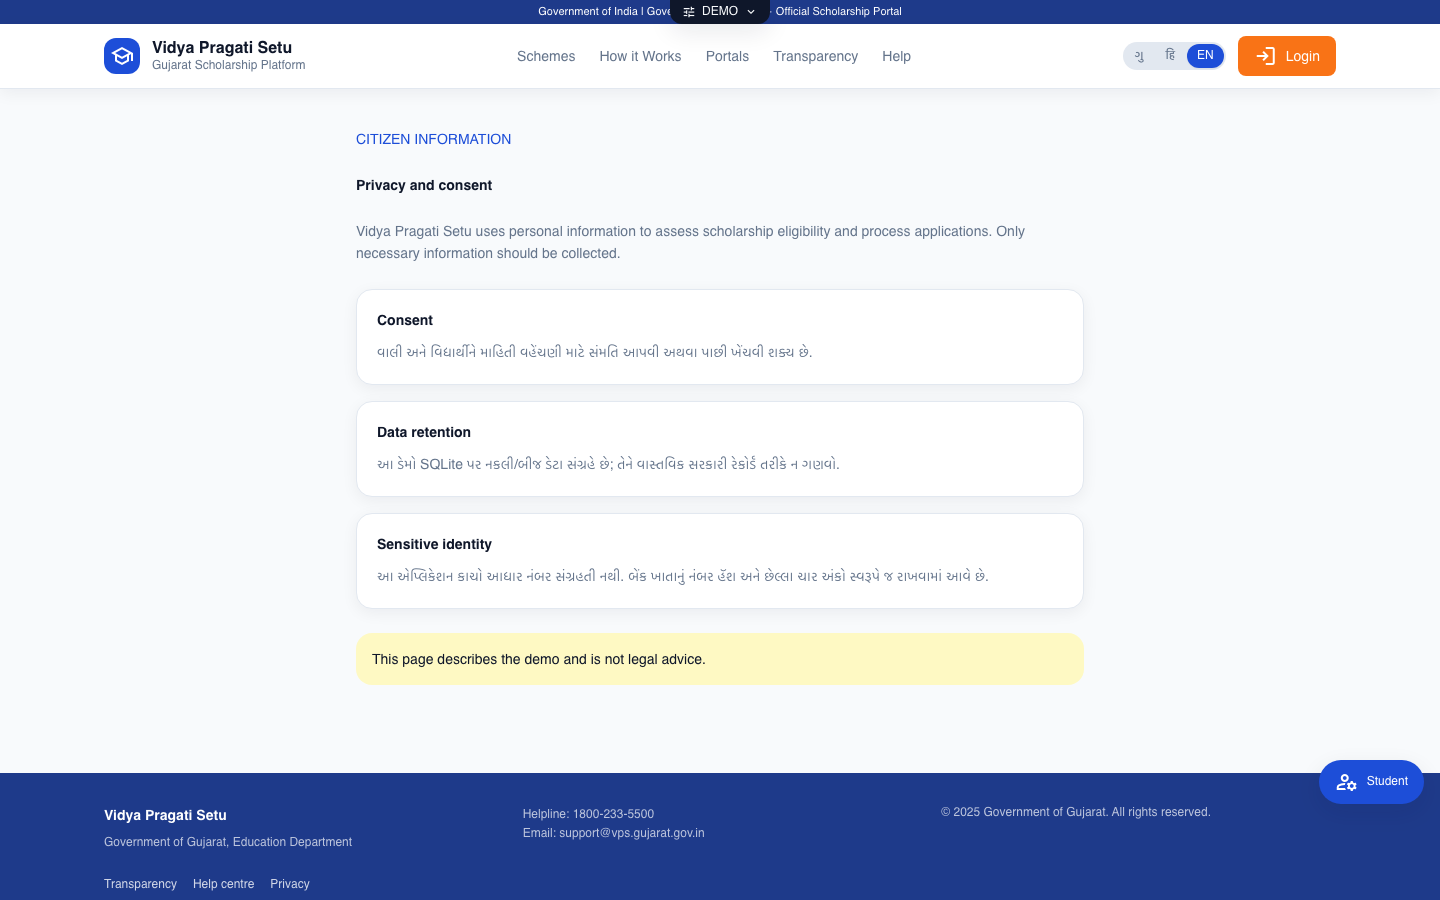 Government of India | Gove
DEMO
· Official Scholarship Portal
Vidya Pragati Setu
Gujarat Scholarship Platform
Schemes
How it Works
Portals
Transparency
Help
ગુ
हि
EN
Login
CITIZEN INFORMATION
Privacy and consent
Vidya Pragati Setu uses personal information to assess scholarship eligibility and process applications. Only
necessary information should be collected.
Consent
વાલી અને વિદ્યાર્થીને માહિતી વહેંચણી માટે સંમતિ આપવી અથવા પાછી ખેંચવી શક્ય છે.
Data retention
આ ડેમો SQLite પર નકલી/બીજ ડેટા સંગ્રહે છે; તેને વાસ્તવિક સરકારી રેકોર્ડ તરીકે ન ગણવો.
Sensitive identity
આ એપ્લિકેશન કાચો આધાર નંબર સંગ્રહતી નથી. બેંક ખાતાનું નંબર હૅશ અને છેલ્લા ચાર અંકો સ્વરૂપે જ રાખવામાં આવે છે.
This page describes the demo and is not legal advice.
Student
Vidya Pragati Setu
Government of Gujarat, Education Department
Transparency
Help centre
Privacy
Helpline: 1800-233-5500
Email: support@vps.gujarat.gov.in
© 2025 Government of Gujarat. All rights reserved.